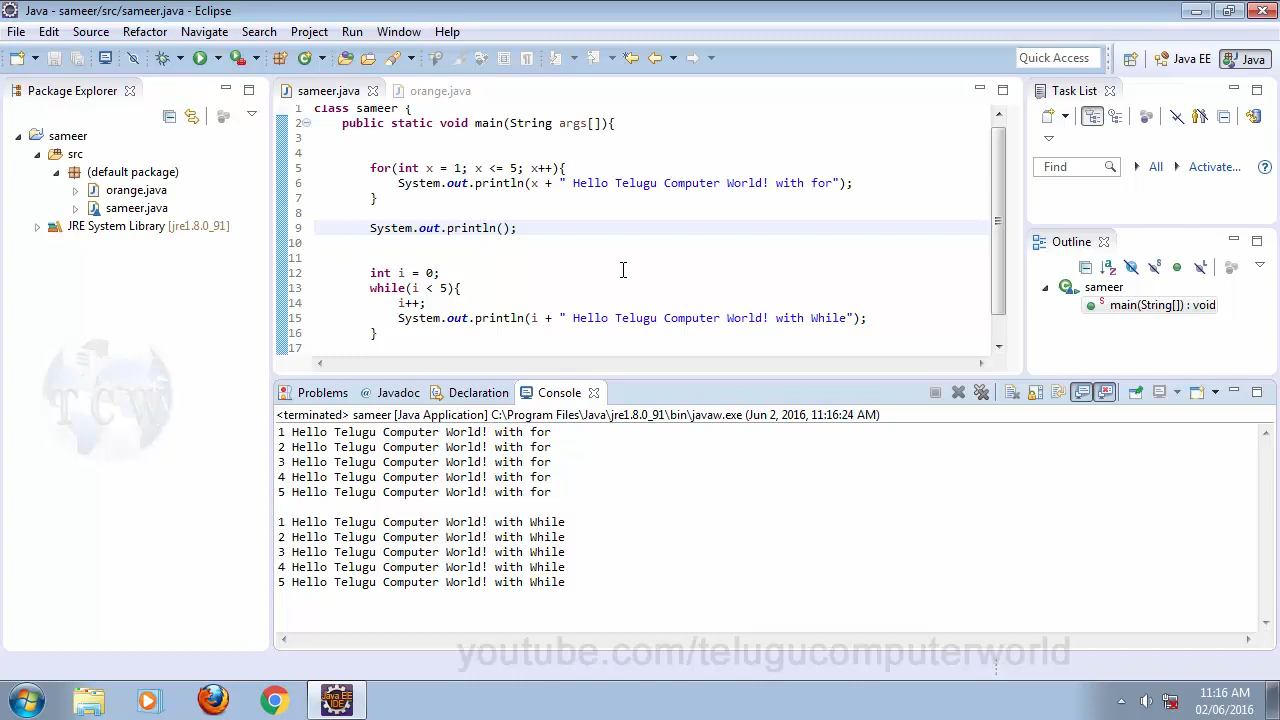 Java - sameer/src/sameer.java - Eclipse
File Edit Source Refactor Navigate Search Project Run Window Help
Quick Access
Java EE
Java
Package Explorer
sameer
src
(default package)
orange.java
sameer.java
JRE System Library [jre1.8.0_91]
sameer.java
orange.java
1 class sameer {
2 public static void main(String args[]){
3
4
5 for(int x = 1; x <= 5; x++){
6 System.out.println(x + " Hello Telugu Computer World! with for");
7 }
8
9 System.out.println();
10
11
12 int i = 0;
13 while(i < 5){
14 i++;
15 System.out.println(i + " Hello Telugu Computer World! with While");
16 }
17
Task List
Find
All
Activate...
Outline
sameer
main(String[]) : void
Problems Javadoc Declaration Console
<terminated> sameer [Java Application] C:\Program Files\Java\jre1.8.0_91\bin\javaw.exe (Jun 2, 2016, 11:16:24 AM)
1 Hello Telugu Computer World! with for
2 Hello Telugu Computer World! with for
3 Hello Telugu Computer World! with for
4 Hello Telugu Computer World! with for
5 Hello Telugu Computer World! with for
1 Hello Telugu Computer World! with While
2 Hello Telugu Computer World! with While
3 Hello Telugu Computer World! with While
4 Hello Telugu Computer World! with While
5 Hello Telugu Computer World! with While
TCW
youtube.com/telugucomputerworld
Java EE
IDE
11:16 AM
02/06/2016